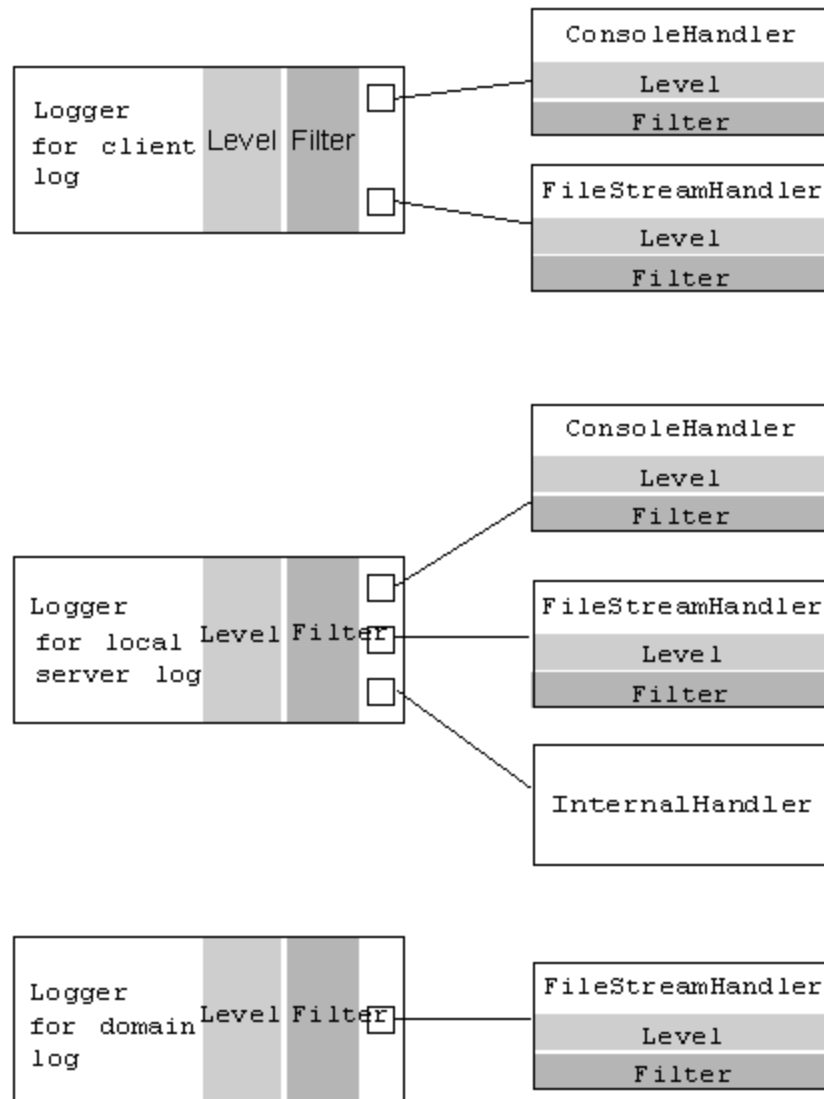 Logger
for client
log
Level
Filter
ConsoleHandler
Level
Filter
FileStreamHandler
Level
Filter
Logger
for local
server log
Level
Filter
ConsoleHandler
Level
Filter
FileStreamHandler
Level
Filter
InternalHandler
Logger
for domain
log
Level
Filter
FileStreamHandler
Level
Filter